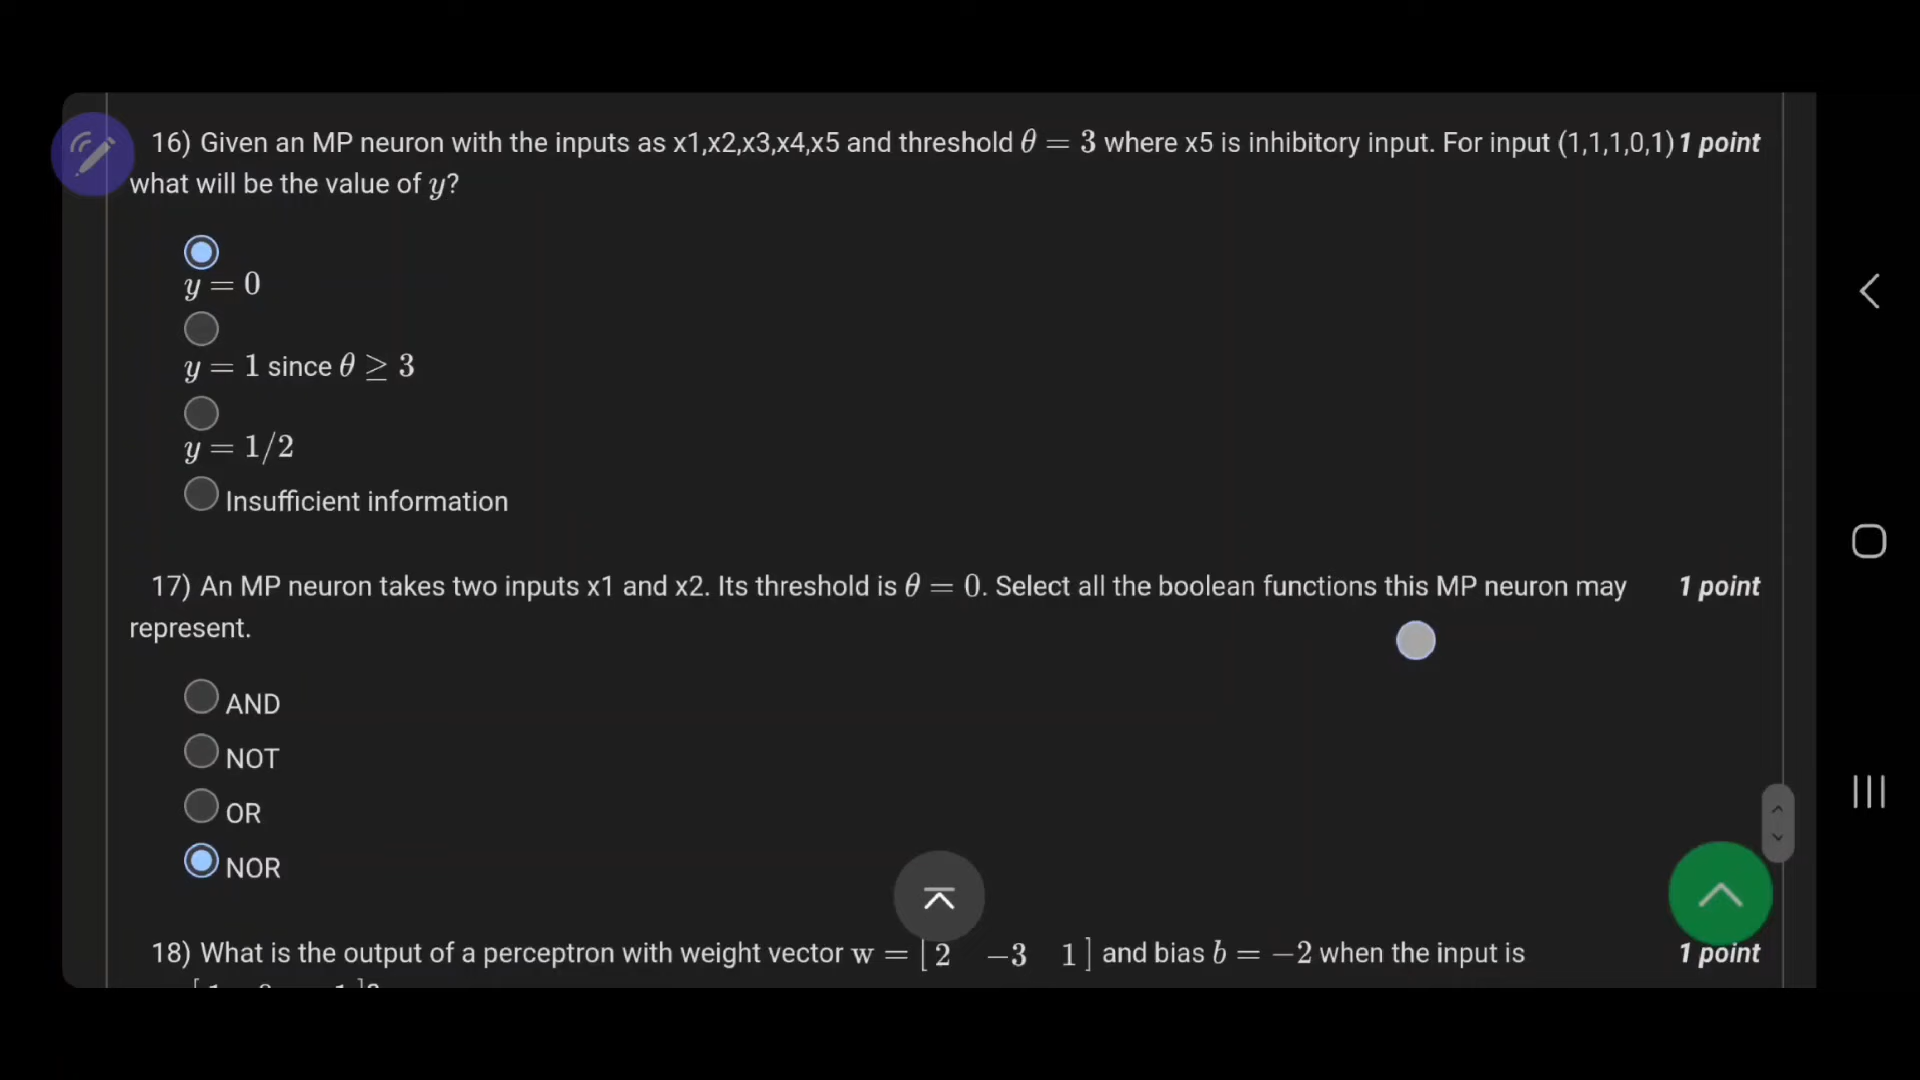 16) Given an MP neuron with the inputs as x1,x2,x3,x4,x5 and threshold θ = 3 where x5 is inhibitory input. For input (1,1,1,0,1) 1 point
what will be the value of y?
y = 0
y = 1 since θ ≥ 3
y = 1/2
Insufficient information
17) An MP neuron takes two inputs x1 and x2. Its threshold is θ = 0. Select all the boolean functions this MP neuron may 1 point
represent.
AND
NOT
OR
NOR
18) What is the output of a perceptron with weight vector w = [ 2 −3 1 ] and bias b = −2 when the input is 1 point